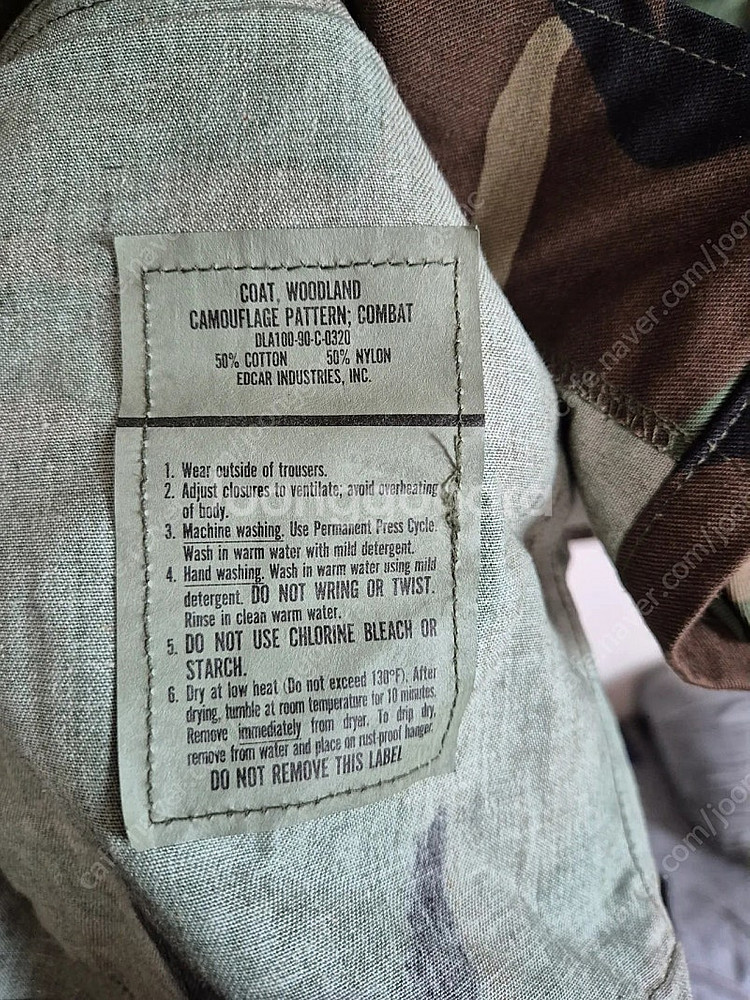 COAT, WOODLAND
CAMOUFLAGE PATTERN; COMBAT
DLA100-90-C-0320
50% COTTON 50% NYLON
EDCAR INDUSTRIES, INC.
1. Wear outside of trousers.
2. Adjust closures to ventilate; avoid overheating
of body.
3. Machine washing. Use Permanent Press Cycle.
Wash in warm water with mild detergent.
4. Hand washing. Wash in warm water using mild
detergent. DO NOT WRING OR TWIST.
Rinse in clean warm water.
5. DO NOT USE CHLORINE BLEACH OR
STARCH.
6. Dry at low heat (Do not exceed 130°F). After
drying, tumble at room temperature for 10 minutes.
Remove immediately from dryer. To drip dry,
remove from water and place on rust-proof hanger.
DO NOT REMOVE THIS LABEL